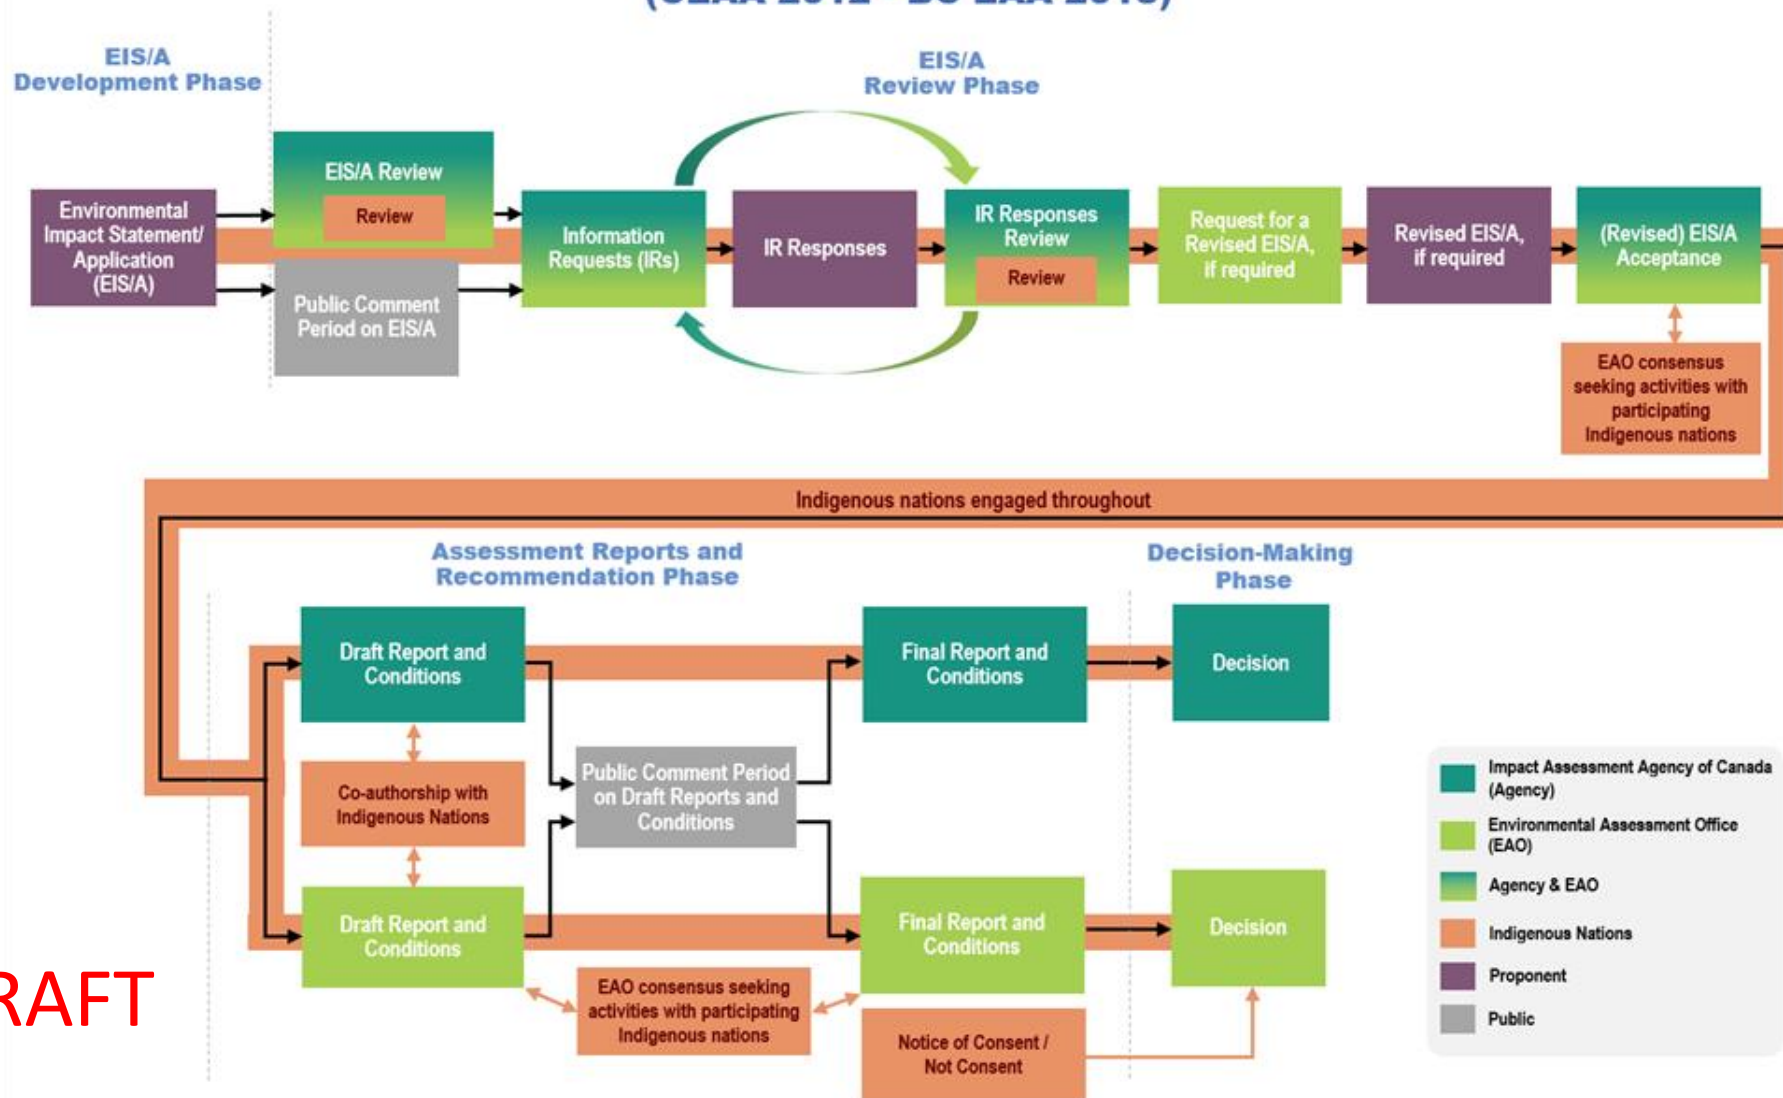 (CEAA 2012 - BC EAA 2018)
EIS/A
Development Phase
EIS/A
Review Phase
EIS/A Review
Review
Environmental
Impact Statement/
Application
(EIS/A)
Public Comment
Period on EIS/A
Information
Requests (IRs)
IR Responses
IR Responses
Review
Review
Request for a
Revised EIS/A,
if required
Revised EIS/A,
if required
(Revised) EIS/A
Acceptance
EAO consensus
seeking activities with
participating
Indigenous nations
Indigenous nations engaged throughout
Assessment Reports and
Recommendation Phase
Decision-Making
Phase
Draft Report and
Conditions
Final Report and
Conditions
Decision
Co-authorship with
Indigenous Nations
Public Comment Period
on Draft Reports and
Conditions
Draft Report and
Conditions
Final Report and
Conditions
Decision
EAO consensus seeking
activities with participating
Indigenous nations
Notice of Consent /
Not Consent
Impact Assessment Agency of Canada
(Agency)
Environmental Assessment Office
(EAO)
Agency & EAO
Indigenous Nations
Proponent
Public
RAFT